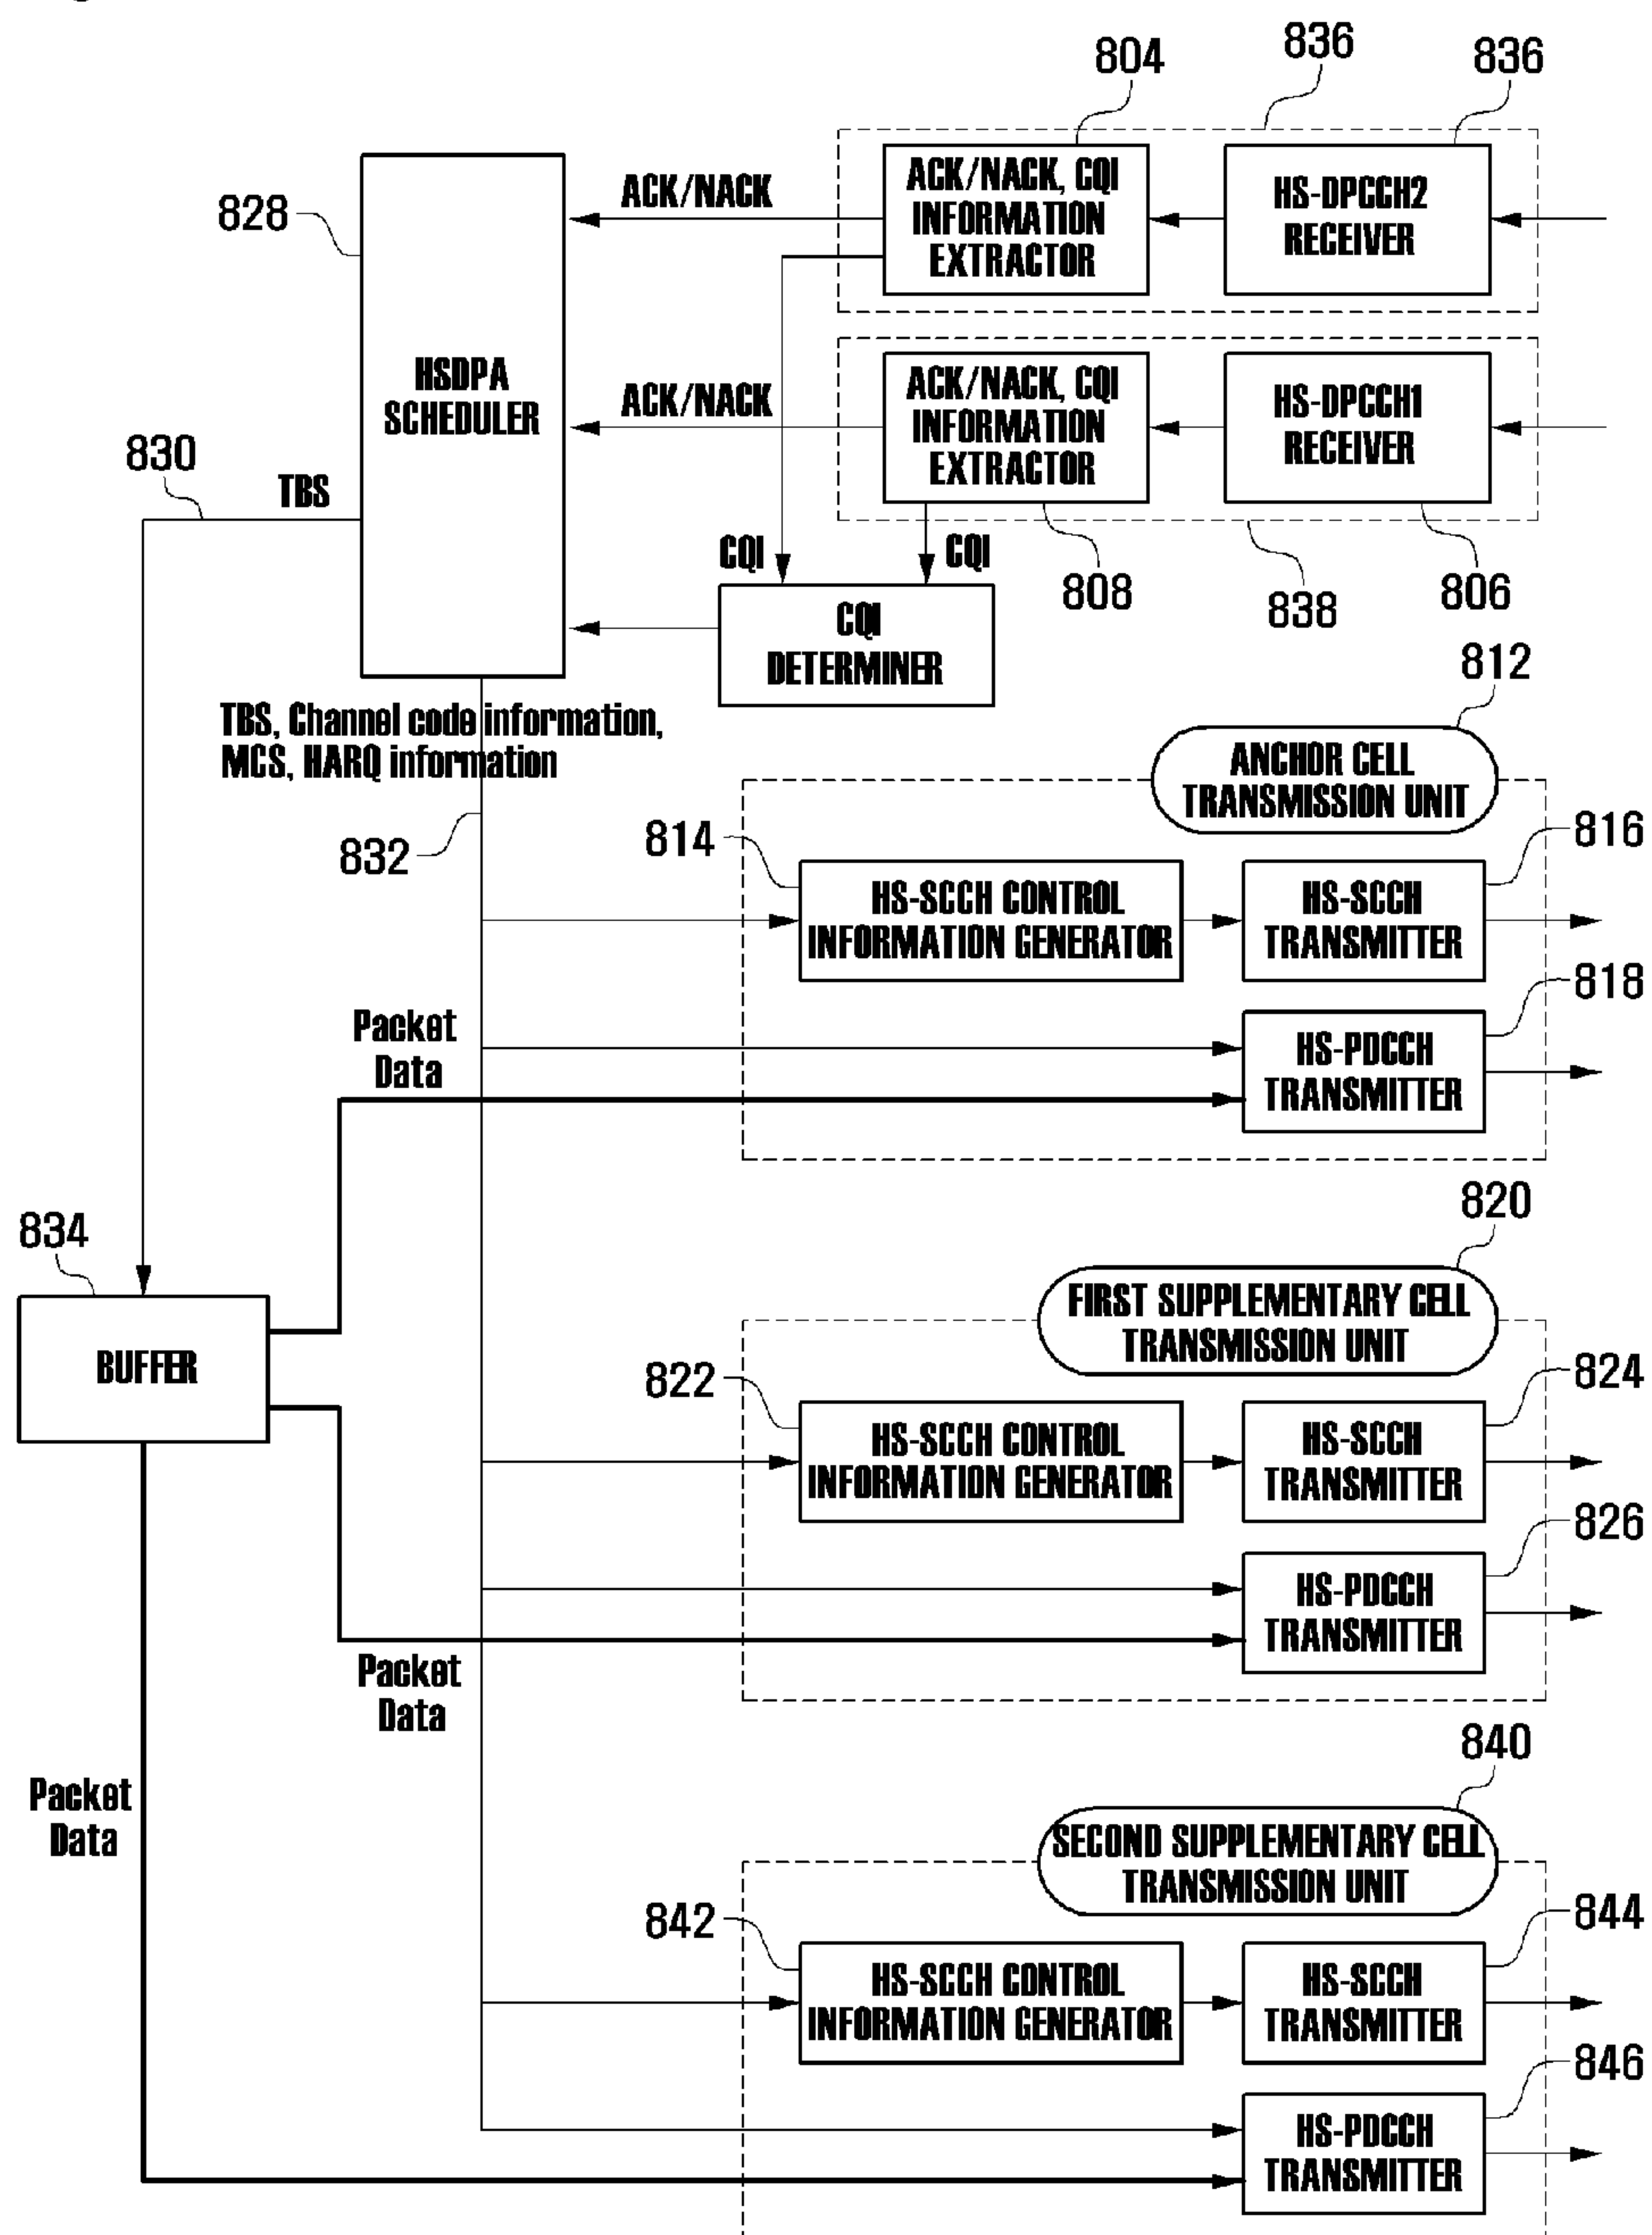 804
836
836
828
ACK/NACK
ACK/NACK, CQI
INFORMATION
EXTRACTOR
HS-DPCCH2
RECEIVER
HSDPA
SCHEDULER
ACK/NACK
ACK/NACK, CQI
INFORMATION
EXTRACTOR
HS-DPCCH1
RECEIVER
830
TBS
CQI
CQI
808
838
806
CQI
DETERMINER
812
TBS, Channel code information,
MCS, HARQ information
ANCHOR CELL
TRANSMISSION UNIT
832
814
816
HS-SCCH CONTROL
INFORMATION GENERATOR
HS-SCCH
TRANSMITTER
818
Packet
Data
HS-PDCCH
TRANSMITTER
820
834
FIRST SUPPLEMENTARY CELL
TRANSMISSION UNIT
BUFFER
822
824
HS-SCCH CONTROL
INFORMATION GENERATOR
HS-SCCH
TRANSMITTER
826
HS-PDCCH
TRANSMITTER
Packet
Data
840
Packet
Data
SECOND SUPPLEMENTARY CELL
TRANSMISSION UNIT
842
844
HS-SCCH CONTROL
INFORMATION GENERATOR
HS-SCCH
TRANSMITTER
846
HS-PDCCH
TRANSMITTER